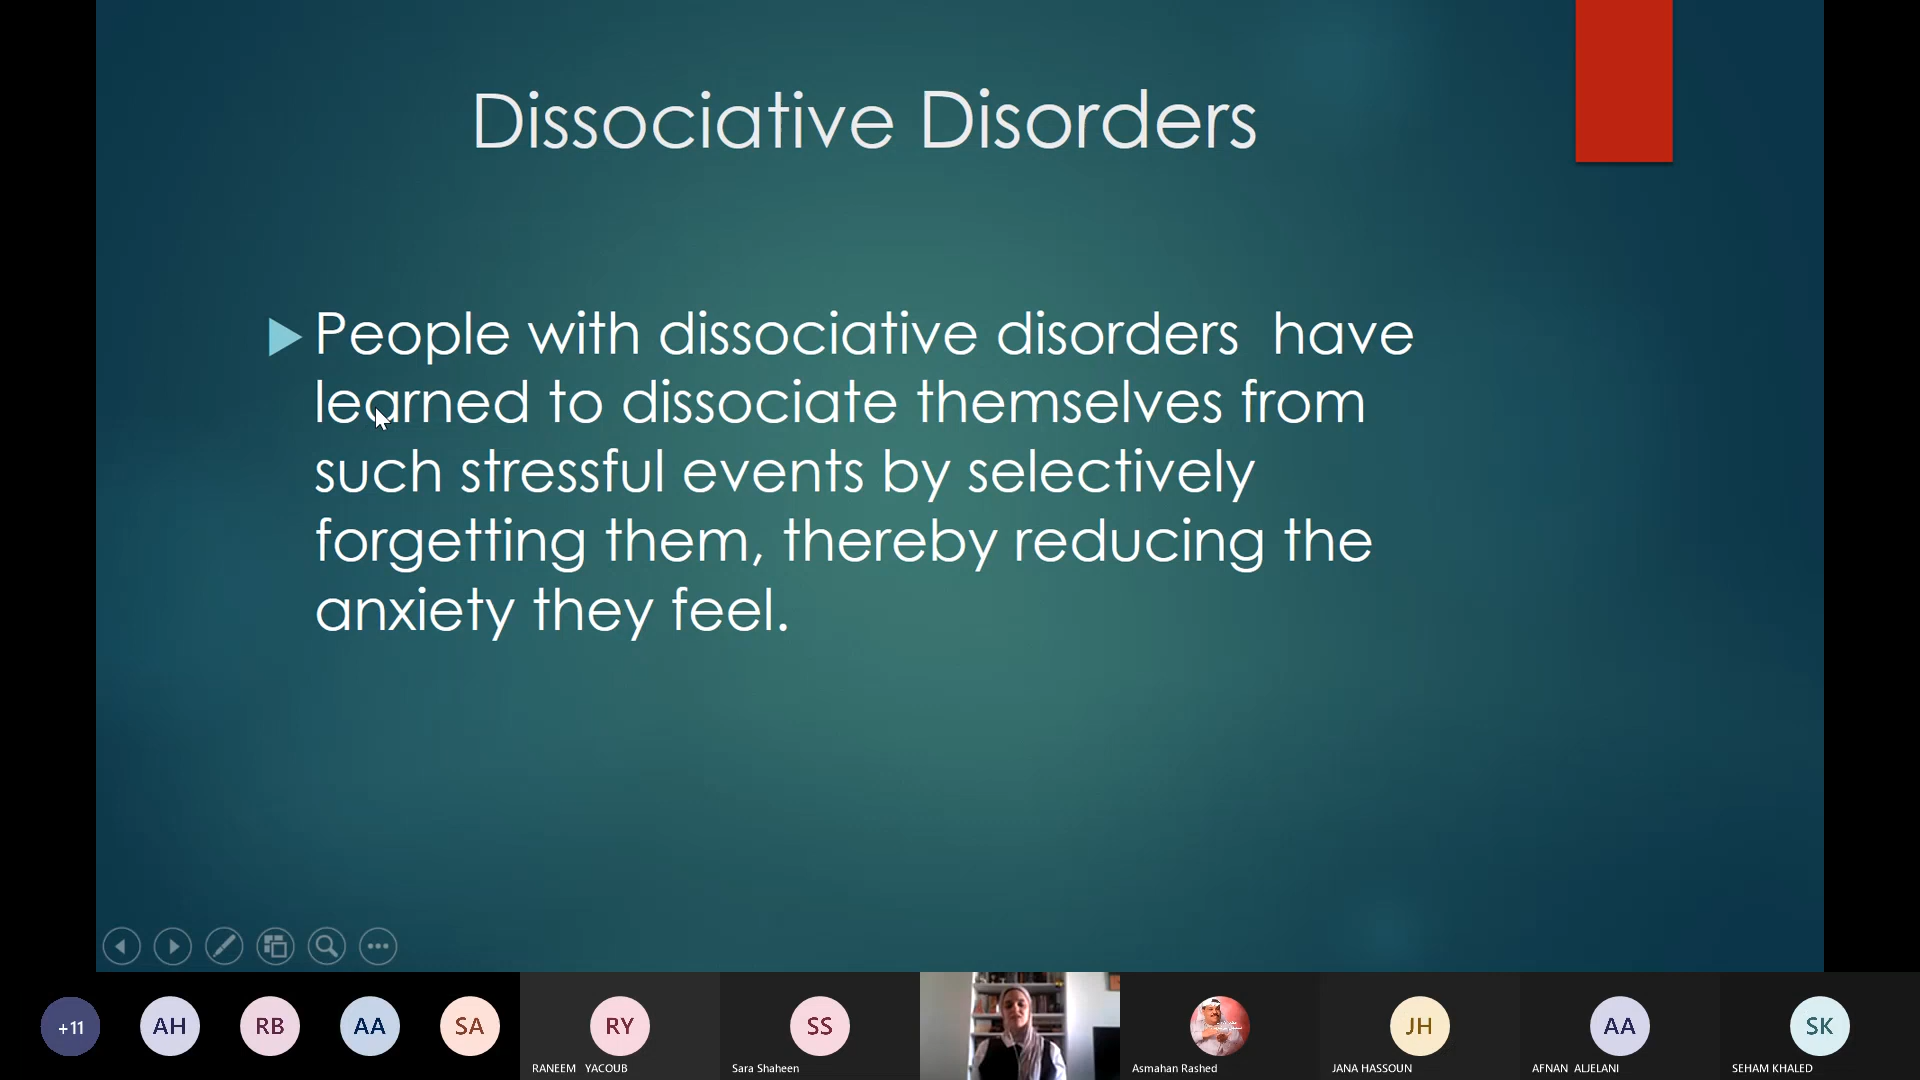 Dissociative Disorders
People with dissociative disorders  have
learned to dissociate themselves from
such stressful events by selectively
forgetting them, thereby reducing the
anxiety they feel.
+11
AH
RB
AA
SA
RY
RANEEM   YACOUB
SS
Sara Shaheen
Asmahan Rashed
JH
JANA HASSOUN
AA
AFNAN  ALJELANI
SK
SEHAM KHALED